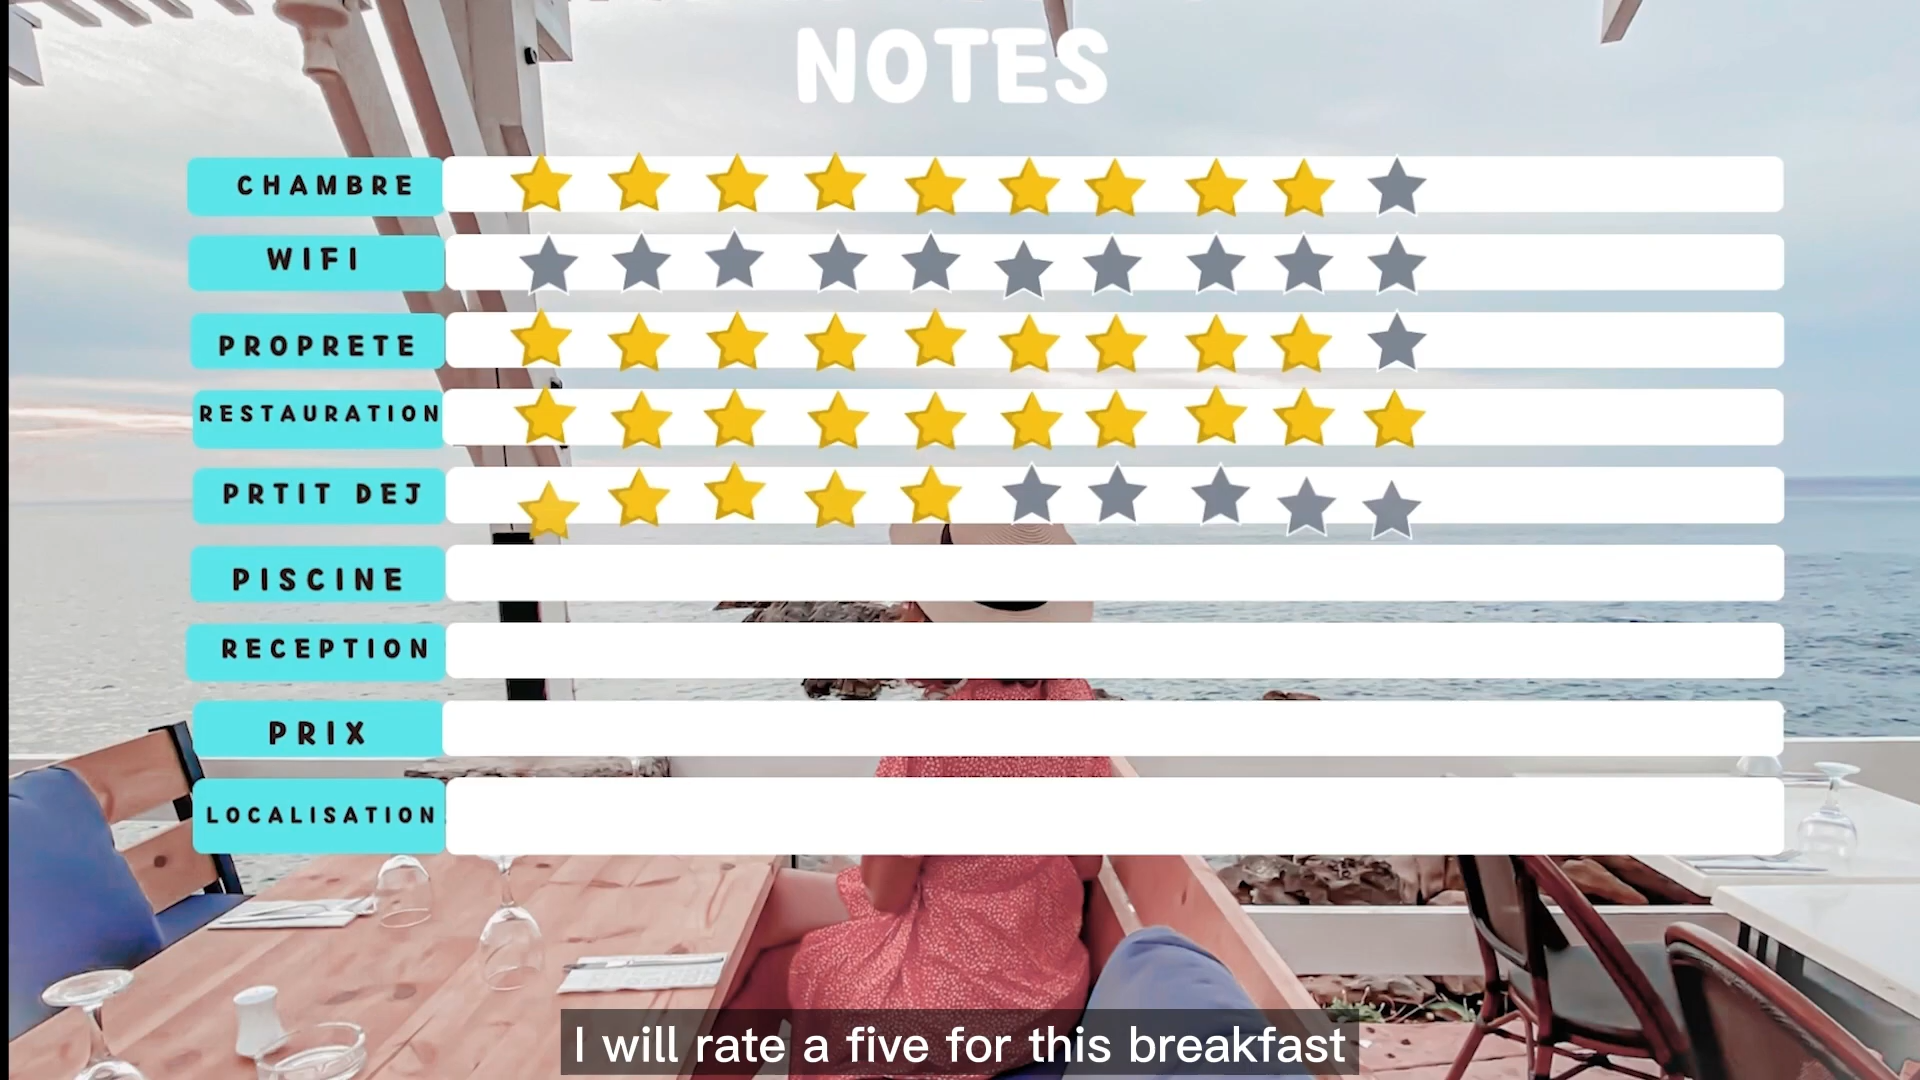 NOTES
CHAMBRE
WIFI
PROPRETE
RESTAURATION
PRTIT DEJ
PISCINE
RECEPTION
PRIX
LOCALISATION
I will rate a five for this breakfast